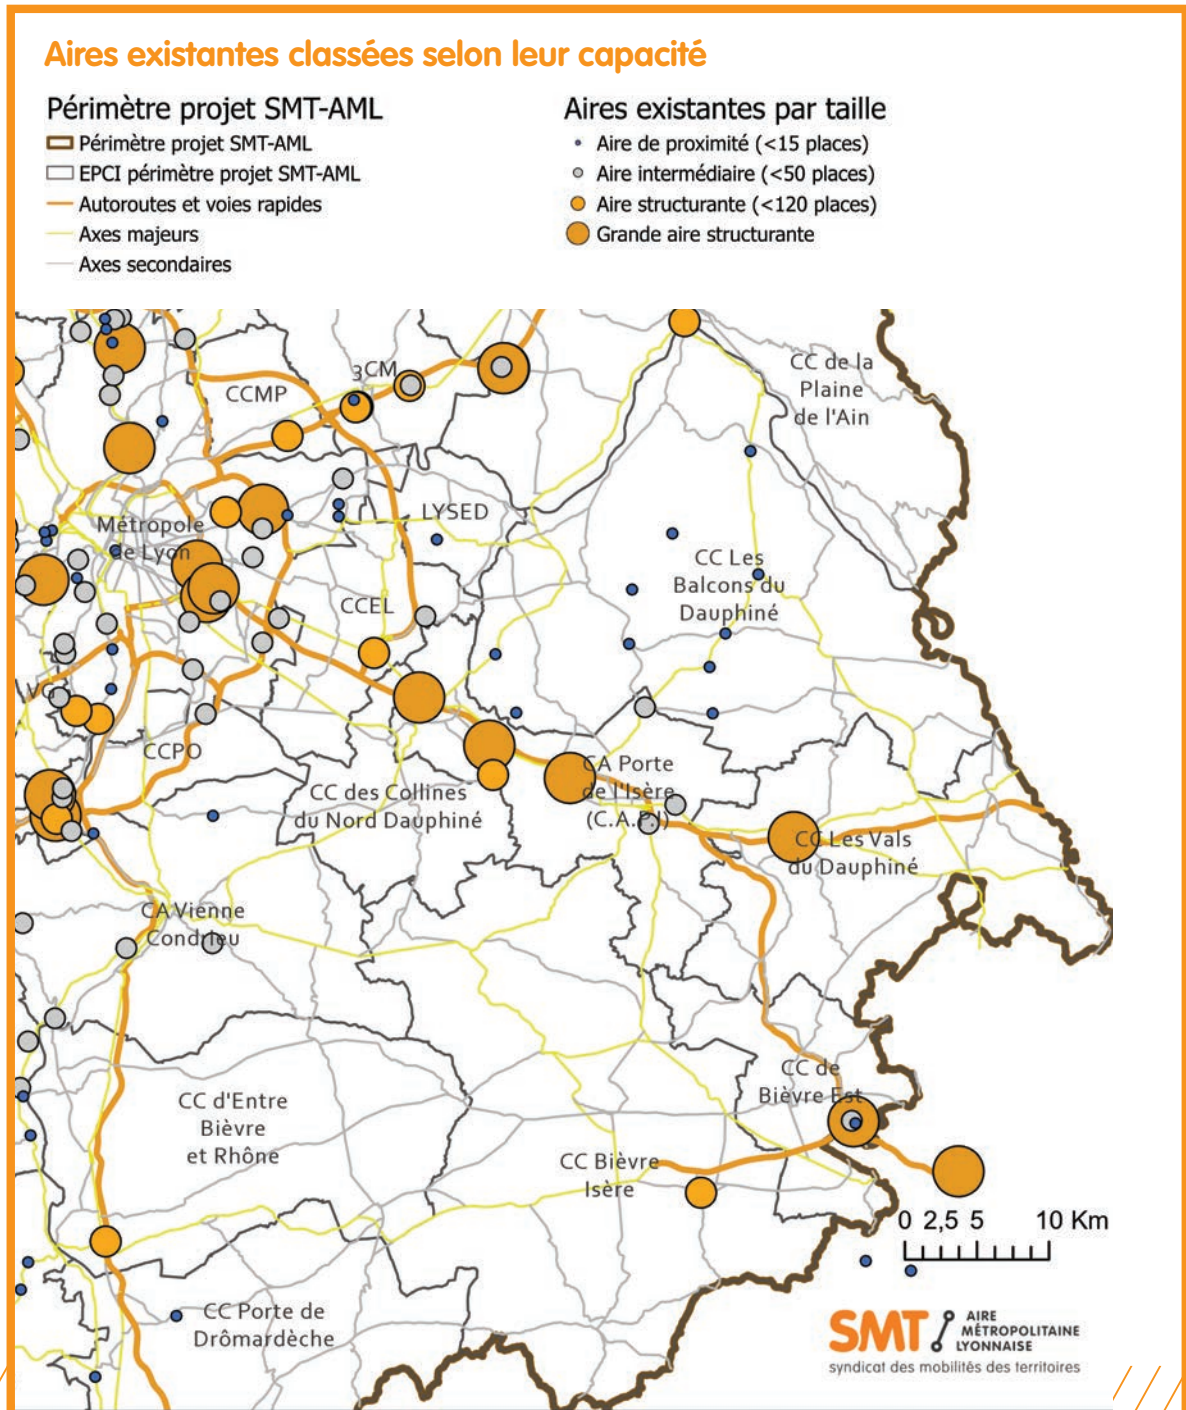 Aires existantes classées selon leur capacité
Périmètre projet SMT-AML
Périmètre projet SMT-AML
EPCI périmètre projet SMT-AML
Autoroutes et voies rapides
Axes majeurs
Axes secondaires
Aires existantes par taille
Aire de proximité (<15 places)
Aire intermédiaire (<50 places)
Aire structurante (<120 places)
Grande aire structurante
CC de la
Plaine
de l'Ain
3CM
CCMP
LYSED
Métropole
de Lyon
CC Les
Balcons du
Dauphiné
CCEL
CCPO
CA Porte
de l'Isère
(C.A.P.I)
CC des Collines
du Nord Dauphiné
CC Les Vals
du Dauphiné
CA Vienne
Condrieu
CC de
Bièvre Est
CC d'Entre
Bièvre
et Rhône
CC Bièvre
Isère
0 2,5 5 10 Km
CC Porte de
Drômardèche
SMT
AIRE
MÉTROPOLITAINE
LYONNAISE
syndicat des mobilités des territoires